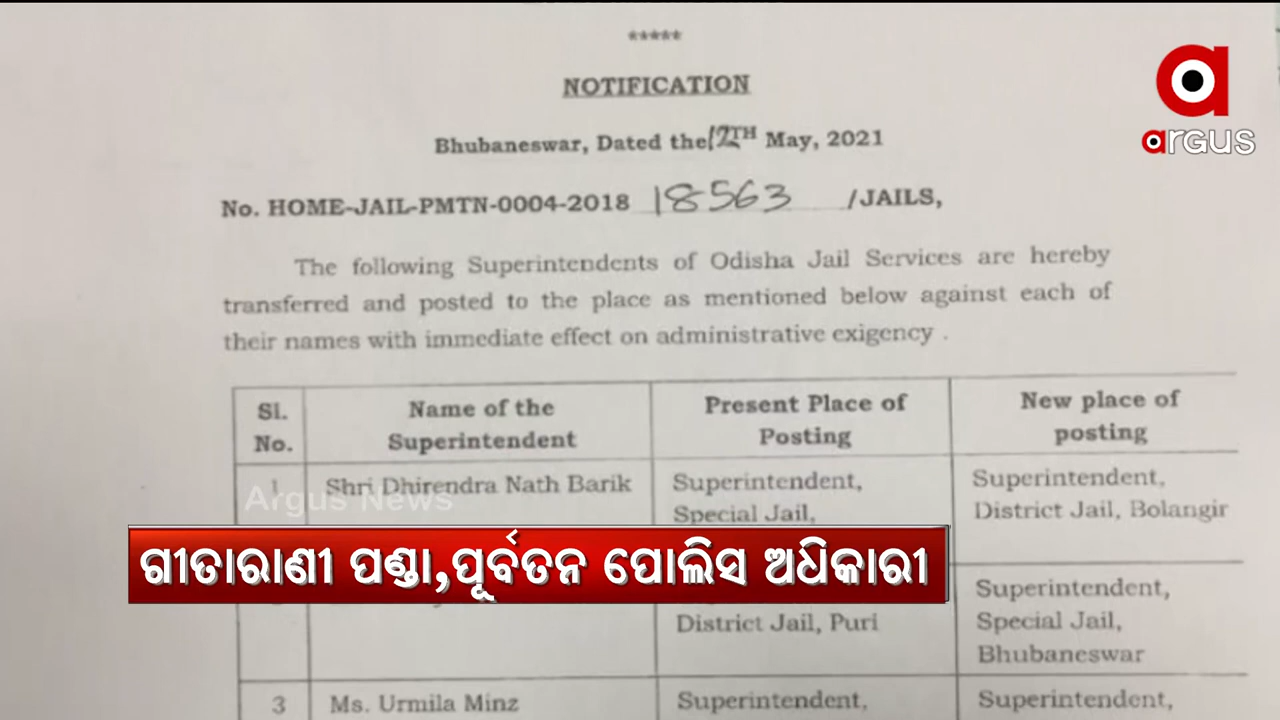 *****
NOTIFICATION
Bhubaneswar, Dated the 12TH May, 2021
No. HOME-JAIL-PMTN-0004-2018 18563 /JAILS,
The following Superintendents of Odisha Jail Services are hereby
transferred and posted to the place as mentioned below against each of
their names with immediate effect on administrative exigency .
Sl. No. Name of the Superintendent Present Place of Posting New place of posting
1 Shri Dhirendra Nath Barik Superintendent, Special Jail, Superintendent, District Jail, Bolangir
District Jail, Puri Superintendent, Special Jail, Bhubaneswar
3 Ms. Urmila Minz Superintendent, Superintendent,
Argus News
ଗୀତାରାଣୀ ପଣ୍ଡା,ପୂର୍ବତନ ପୋଲିସ ଅଧିକାରୀ
a
argus